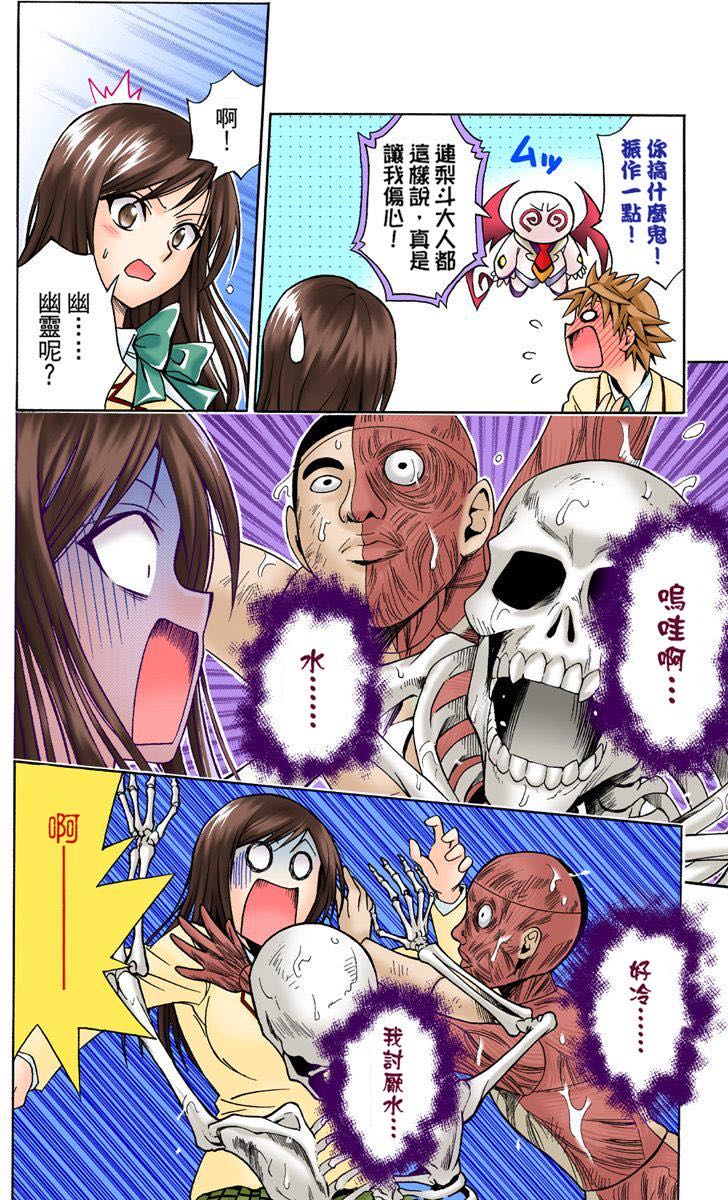 你搞什麼鬼！
振作一點！
連梨斗大人都
這樣說，真是
讓我傷心！
啊！
幽……
幽靈呢？
嗚哇啊…
水……
好冷……
我討厭水…
啊——